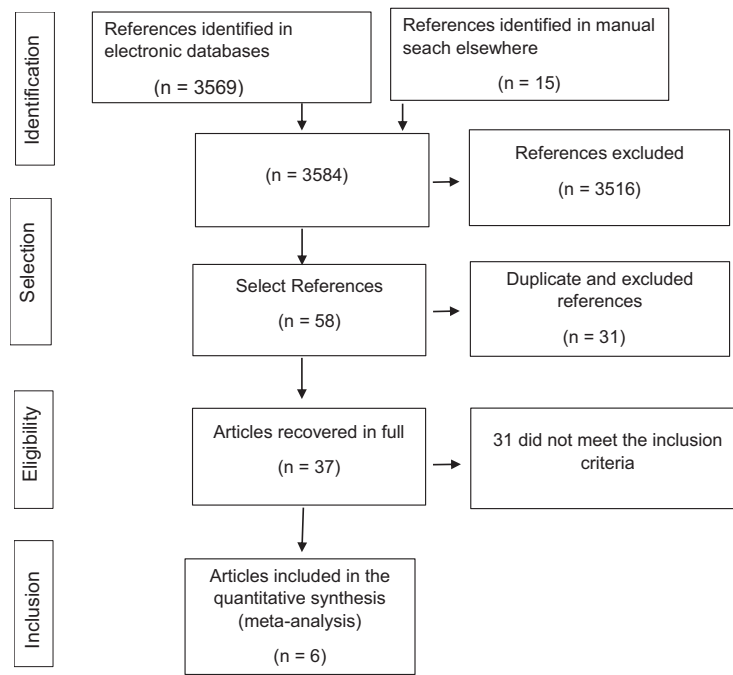 Identification
References identified in
electronic databases
(n = 3569)
References identified in manual
seach elsewhere
(n = 15)
(n = 3584)
References excluded
(n = 3516)
Selection
Select References
(n = 58)
Duplicate and excluded
references
(n = 31)
Eligibility
Articles recovered in full
(n = 37)
31 did not meet the inclusion
criteria
Inclusion
Articles included in the
quantitative synthesis
(meta-analysis)
(n = 6)